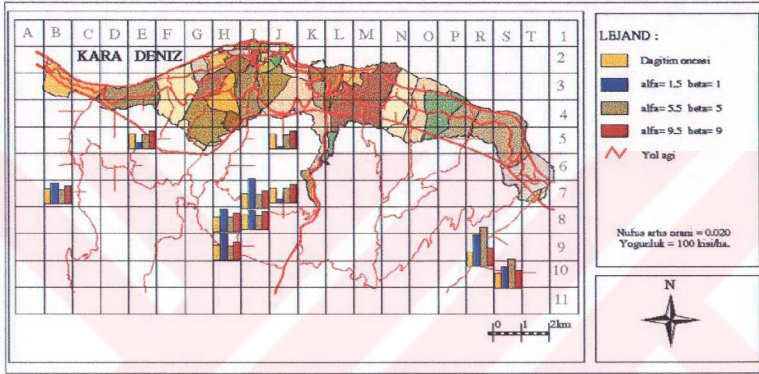 A B C D E F G H I J K L M N O P R S T 1
KARA DENIZ 2
3
4
5
6
7
8
9
10
11
0 1 2km
LEJAND :
Dagitim oncesi
alfa= 1.5 beta= 1
alfa= 5.5 beta= 5
alfa= 9.5 beta= 9
Yol agi
Nufus artis orani = 0.020
Yogunluk = 100 kisi/ha.
N